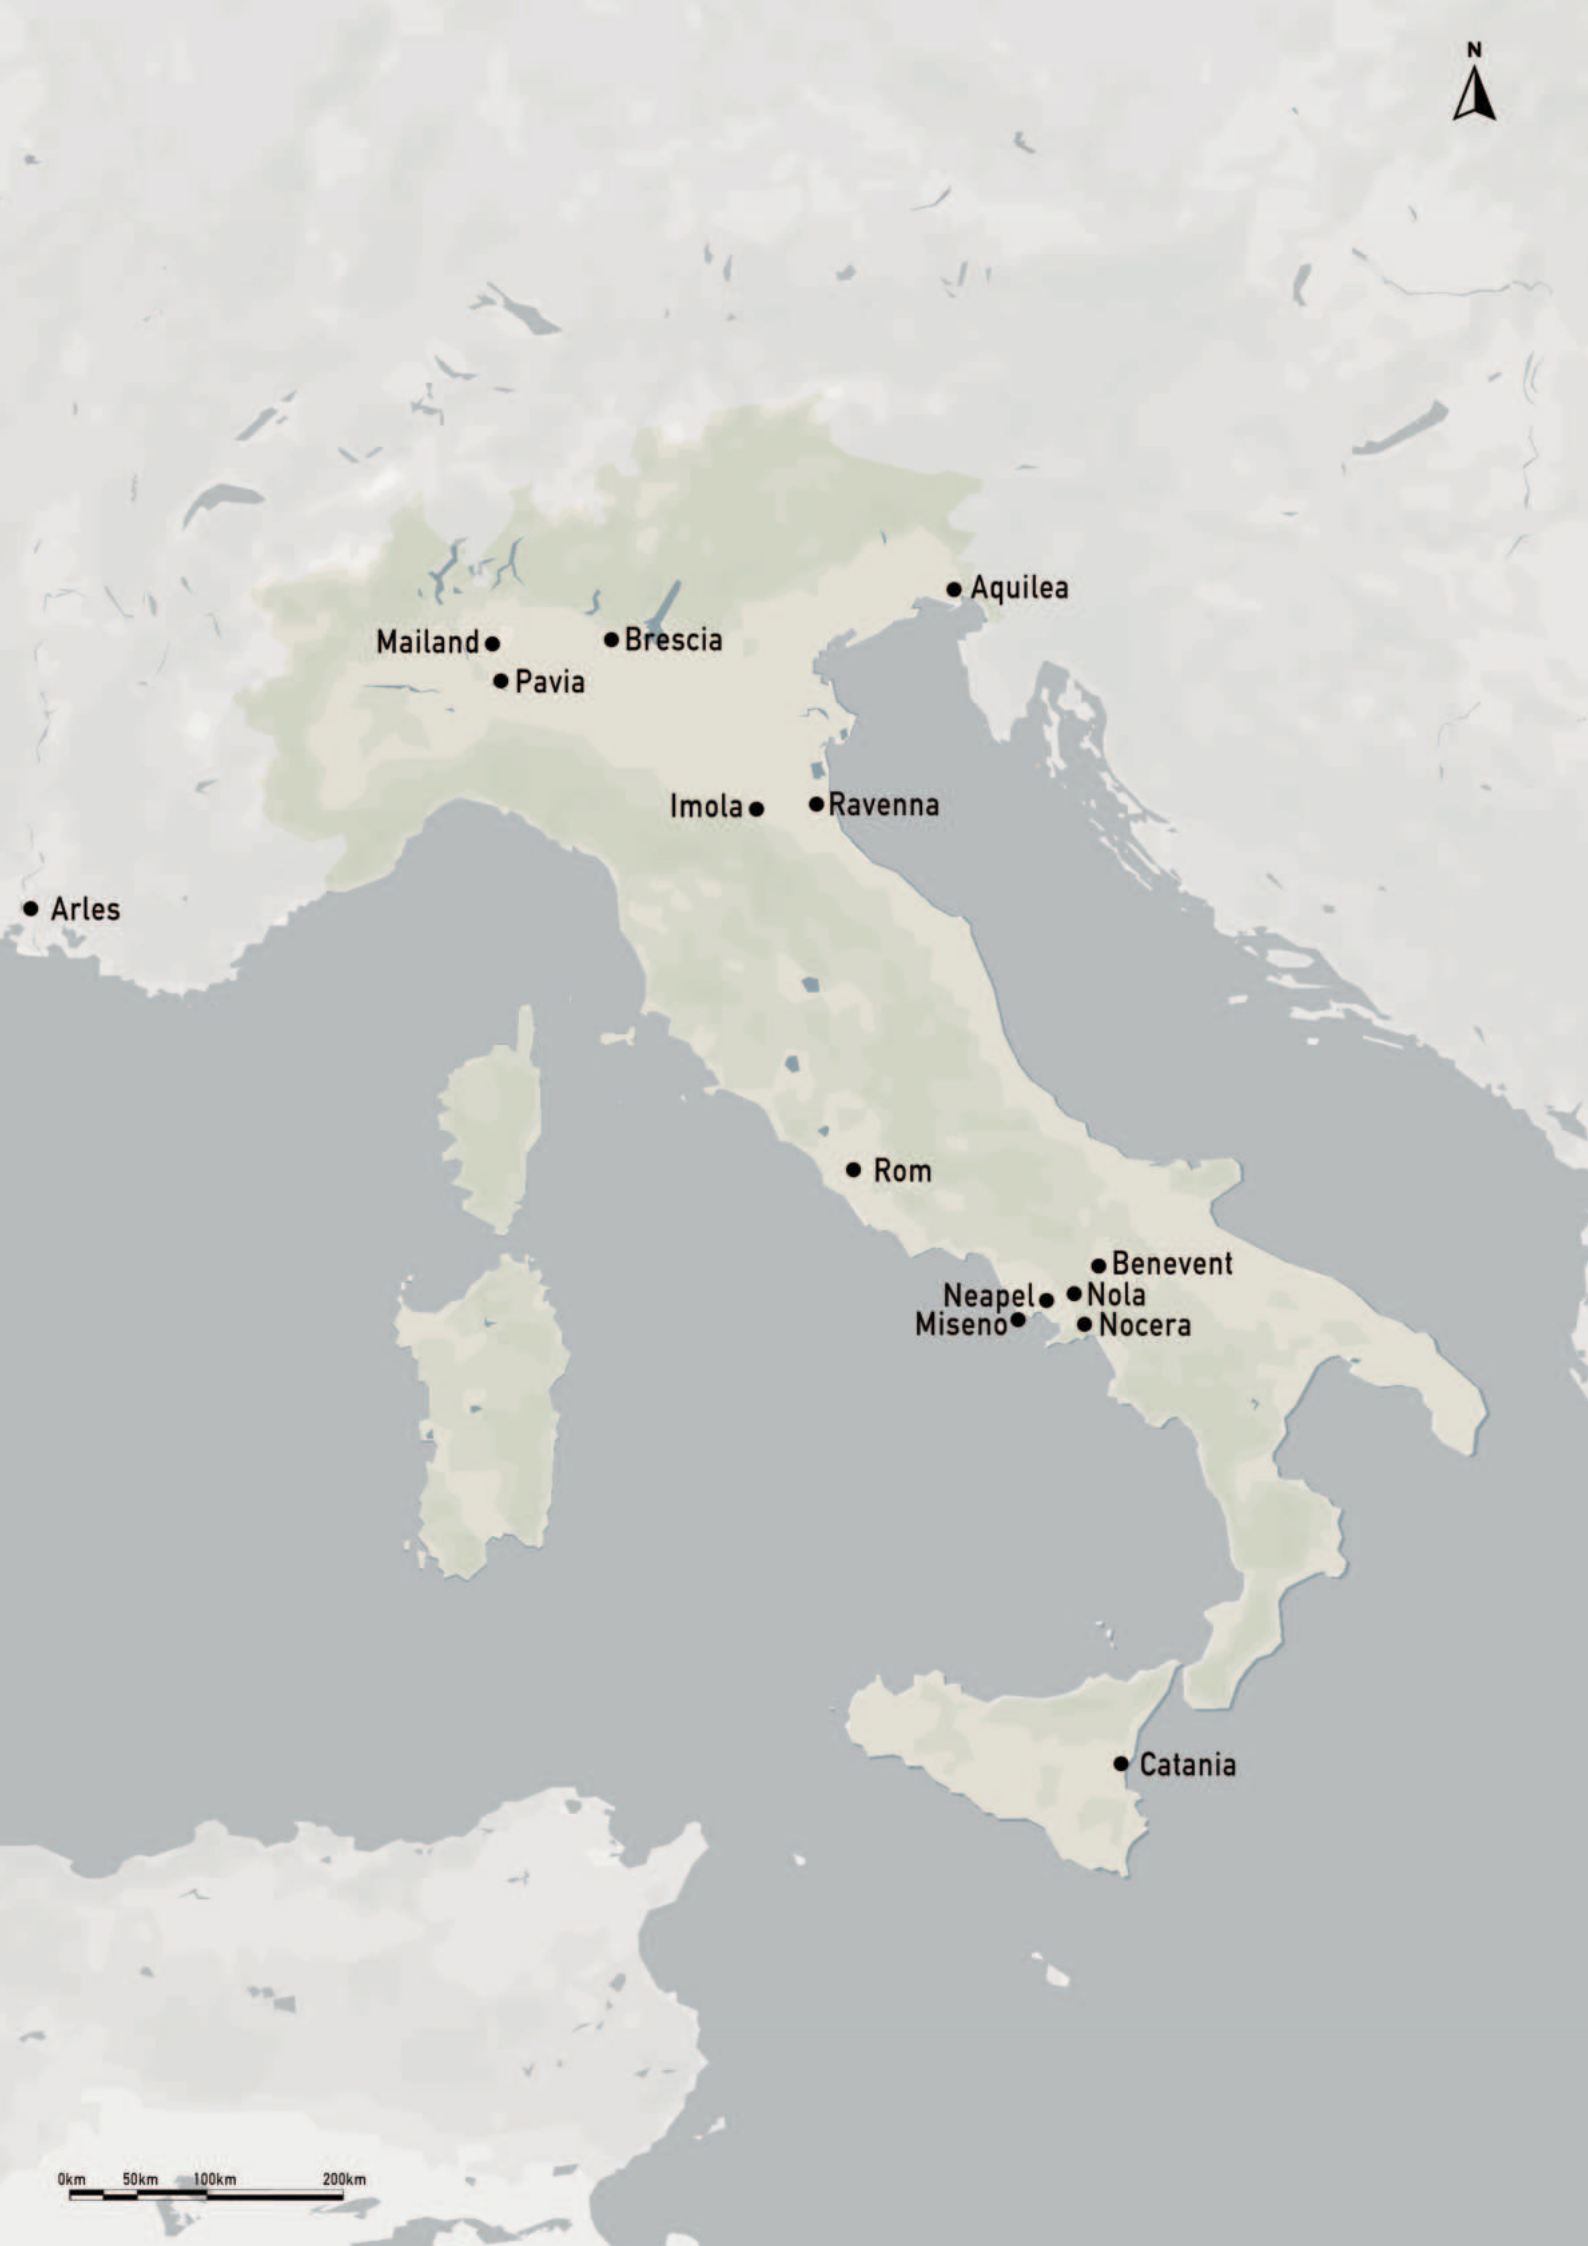 N
Aquilea
Mailand
Brescia
Pavia
Imola
Ravenna
Arles
Rom
Benevent
Neapel
Nola
Miseno
Nocera
Catania
0km 50km 100km 200km